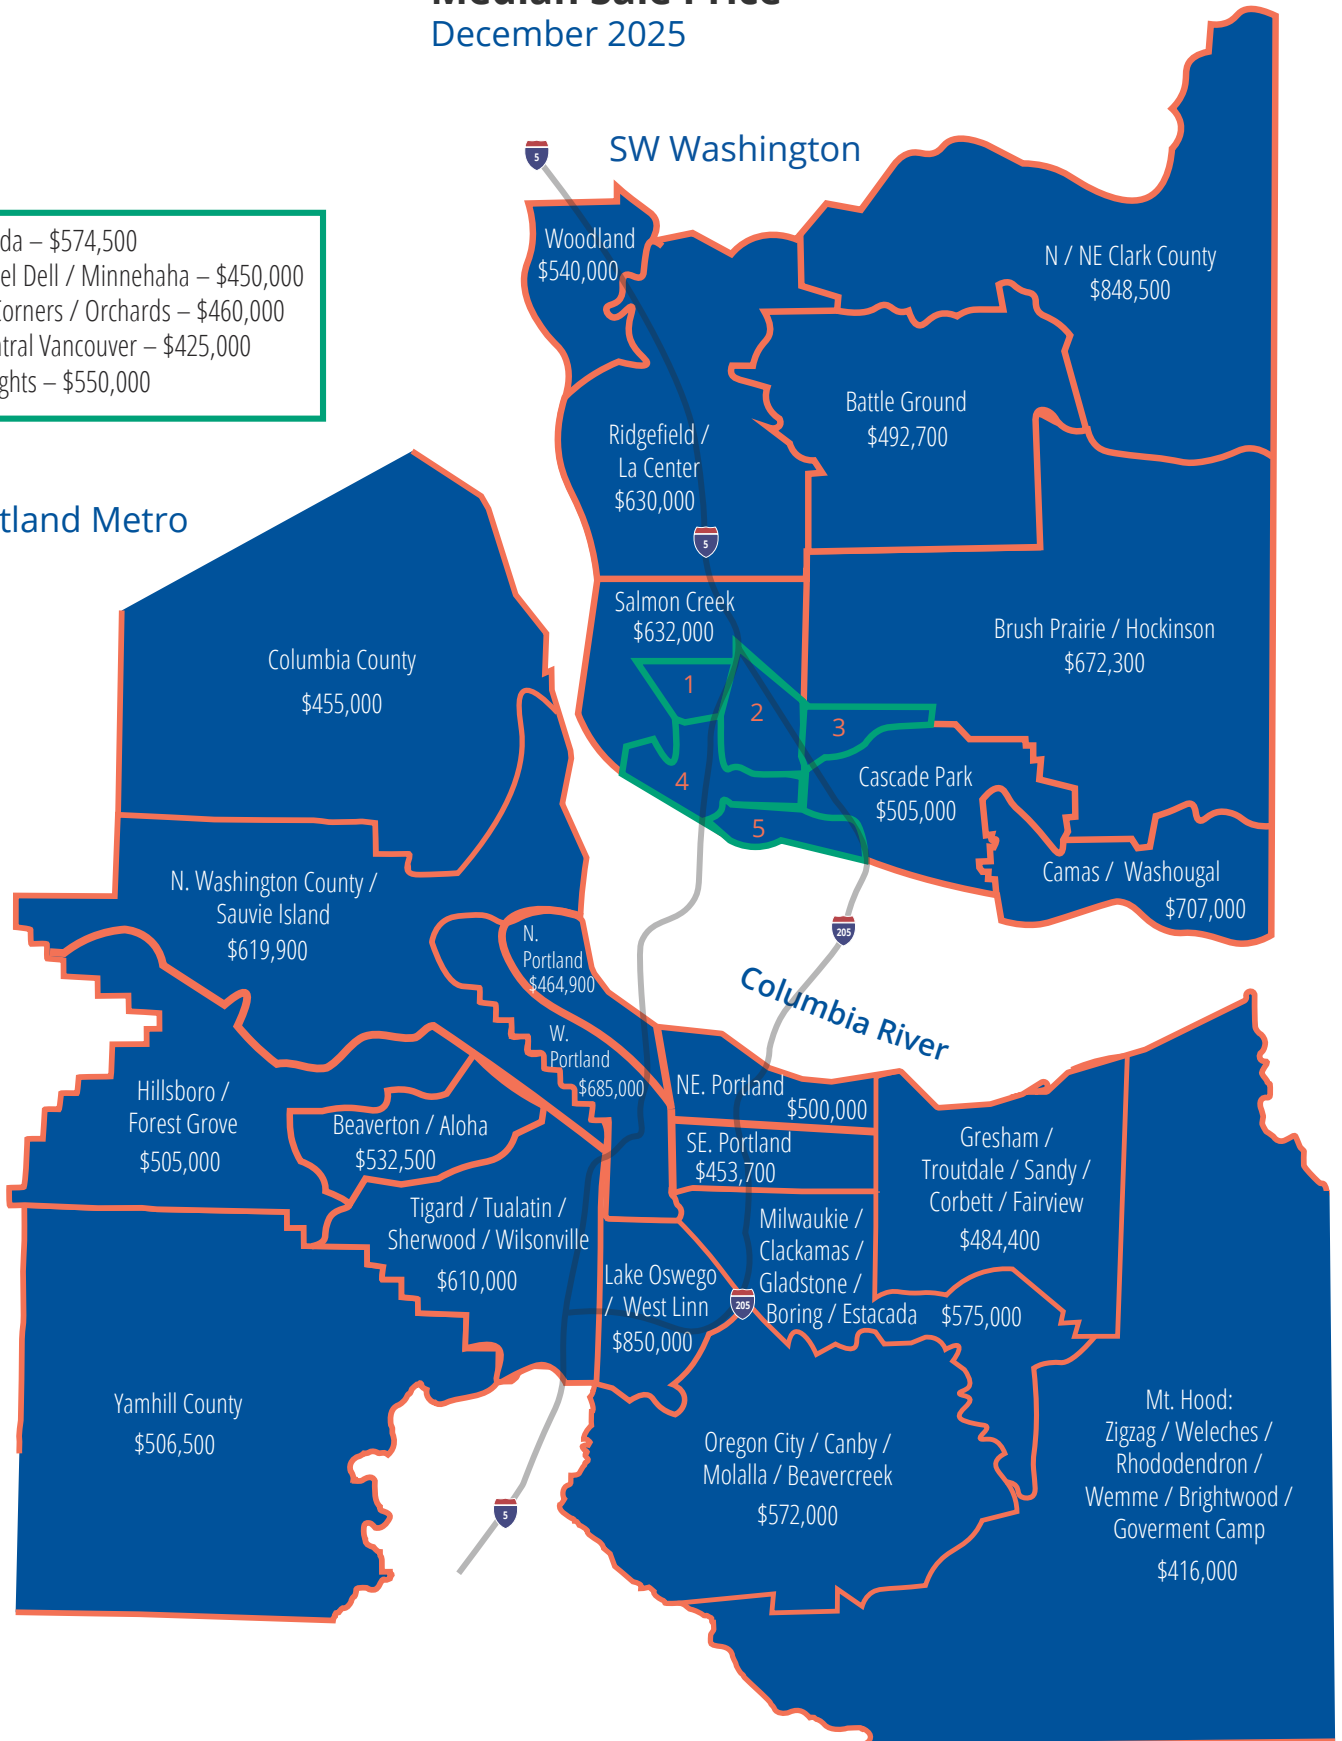 Median Sale Price
December 2025
SW Washington
da – $574,500
el Dell / Minnehaha – $450,000
Corners / Orchards – $460,000
ntral Vancouver – $425,000
ghts – $550,000
tland Metro
5
Woodland
$540,000
N / NE Clark County
$848,500
Battle Ground
$492,700
Ridgefield /
La Center
$630,000
5
Salmon Creek
$632,000
Brush Prairie / Hockinson
$672,300
1
2
3
4
5
Cascade Park
$505,000
Camas / Washougal
$707,000
205
Columbia River
Columbia County
$455,000
N. Washington County /
Sauvie Island
$619,900
N.
Portland
$464,900
W.
Portland
$685,000
NE. Portland
$500,000
SE. Portland
$453,700
Hillsboro /
Forest Grove
$505,000
Beaverton / Aloha
$532,500
Tigard / Tualatin /
Sherwood / Wilsonville
$610,000
Lake Oswego
/ West Linn
$850,000
205
Milwaukie /
Clackamas /
Gladstone /
Boring / Estacada
$575,000
Gresham /
Troutdale / Sandy /
Corbett / Fairview
$484,400
Yamhill County
$506,500
5
Oregon City / Canby /
Molalla / Beavercreek
$572,000
Mt. Hood:
Zigzag / Weleches /
Rhododendron /
Wemme / Brightwood /
Goverment Camp
$416,000